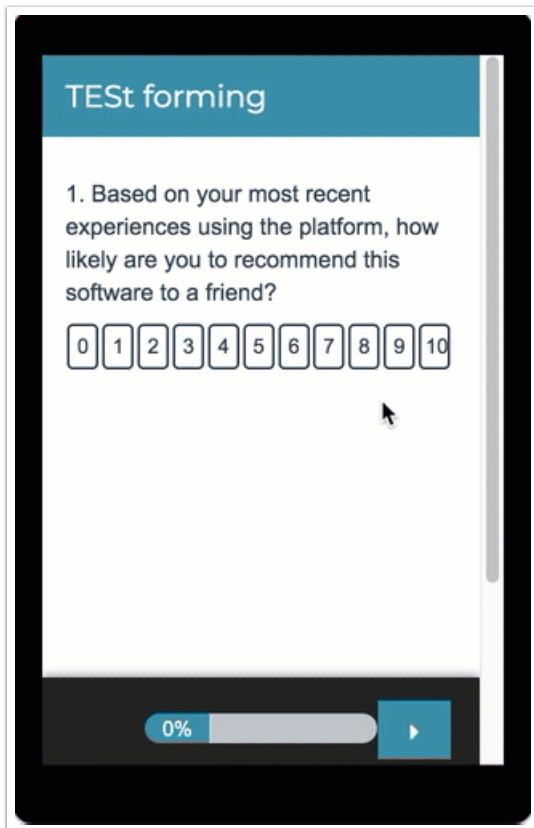 TESt forming
1. Based on your most recent
experiences using the platform, how
likely are you to recommend this
software to a friend?
0 1 2 3 4 5 6 7 8 9 10
0%